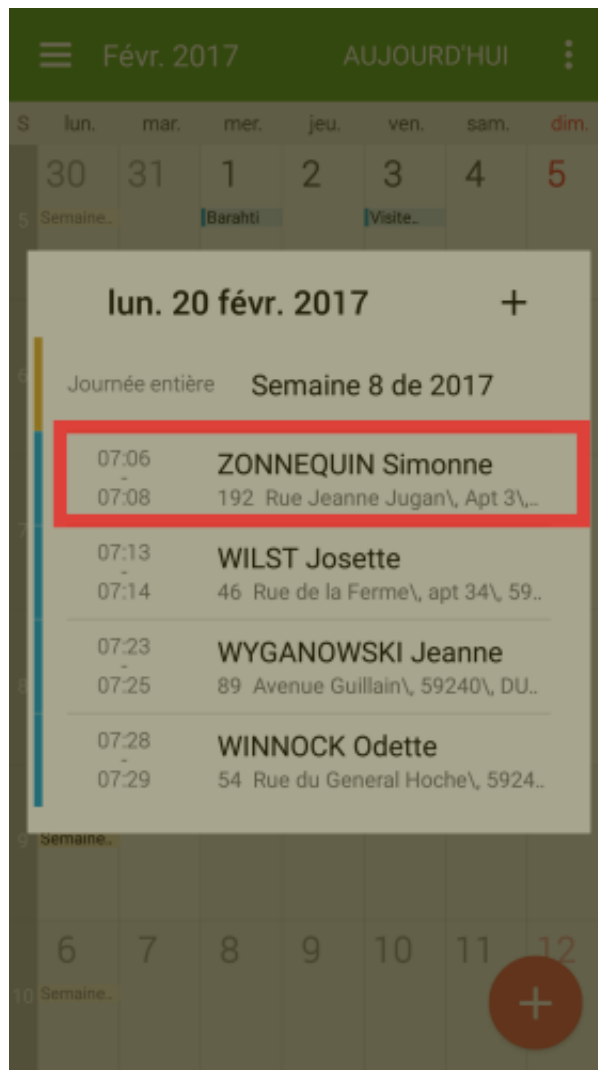 Févr. 2017 AUJOURD'HUI
S lun. mar. mer. jeu. ven. sam. dim.
30 31 1 2 3 4 5
5 Semaine.. Barahti Visite..
lun. 20 févr. 2017 +
6 Journée entière Semaine 8 de 2017
07:06 - 07:08 ZONNEQUIN Simonne
192 Rue Jeanne Jugan\, Apt 3\,..
7
07:13 - 07:14 WILST Josette
46 Rue de la Ferme\, apt 34\, 59..
07:23 - 07:25 WYGANOWSKI Jeanne
8 89 Avenue Guillain\, 59240\, DU..
07:28 - 07:29 WINNOCK Odette
54 Rue du General Hoche\, 5924..
9 Semaine..
6 7 8 9 10 11 12
10 Semaine.. +